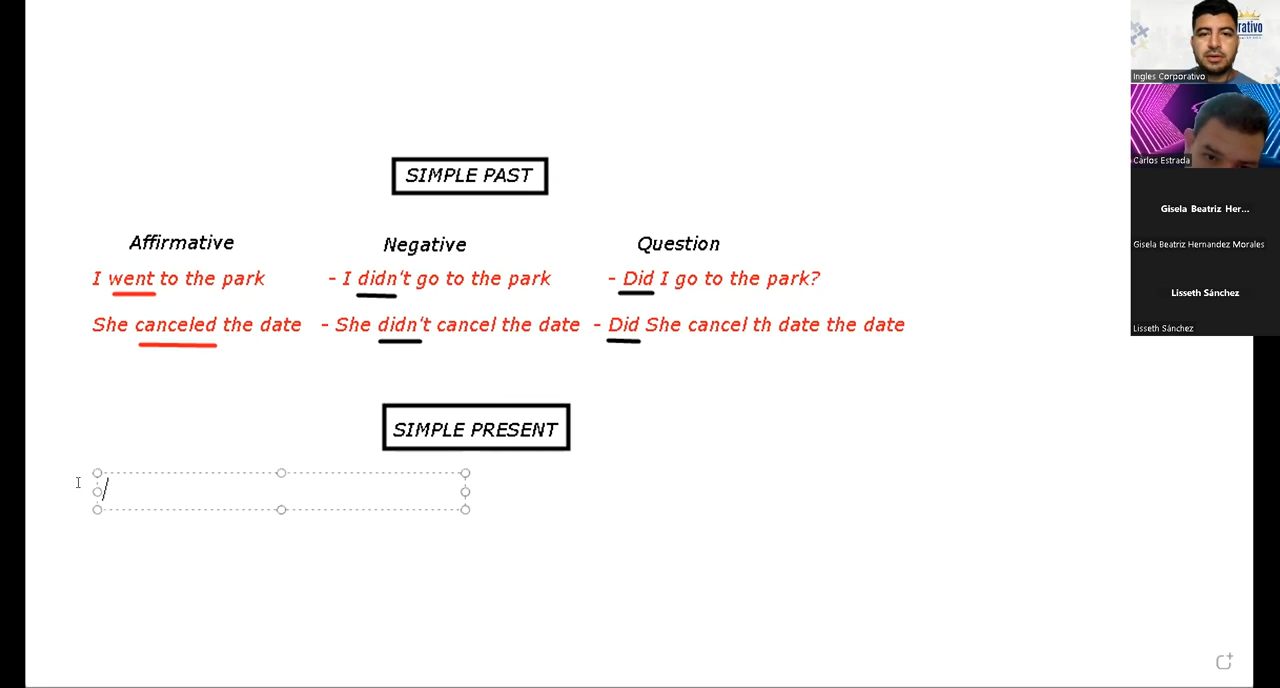 rativo
Ingles Corporativo
Carlos Estrada
SIMPLE PAST
Gisela Beatriz Her...
Affirmative Negative Question
Gisela Beatriz Hernandez Morales
I went to the park - I didn't go to the park - Did I go to the park?
Lisseth Sánchez
She canceled the date - She didn't cancel the date - Did She cancel th date the date
Lisseth Sánchez
SIMPLE PRESENT